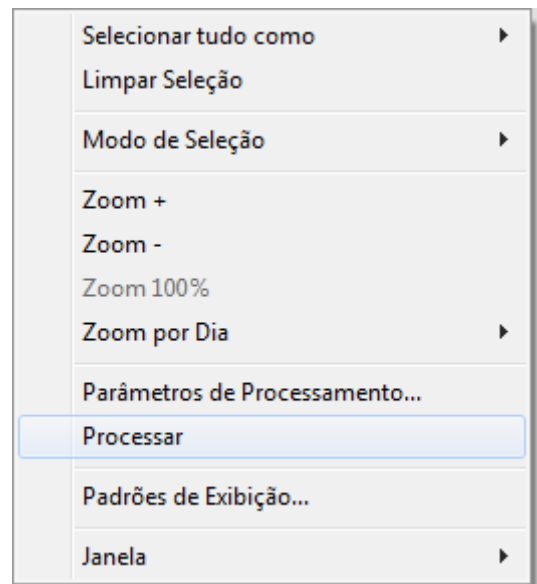 Selecionar tudo como
Limpar Seleção
Modo de Seleção
Zoom +
Zoom -
Zoom 100%
Zoom por Dia
Parâmetros de Processamento...
Processar
Padrões de Exibição...
Janela